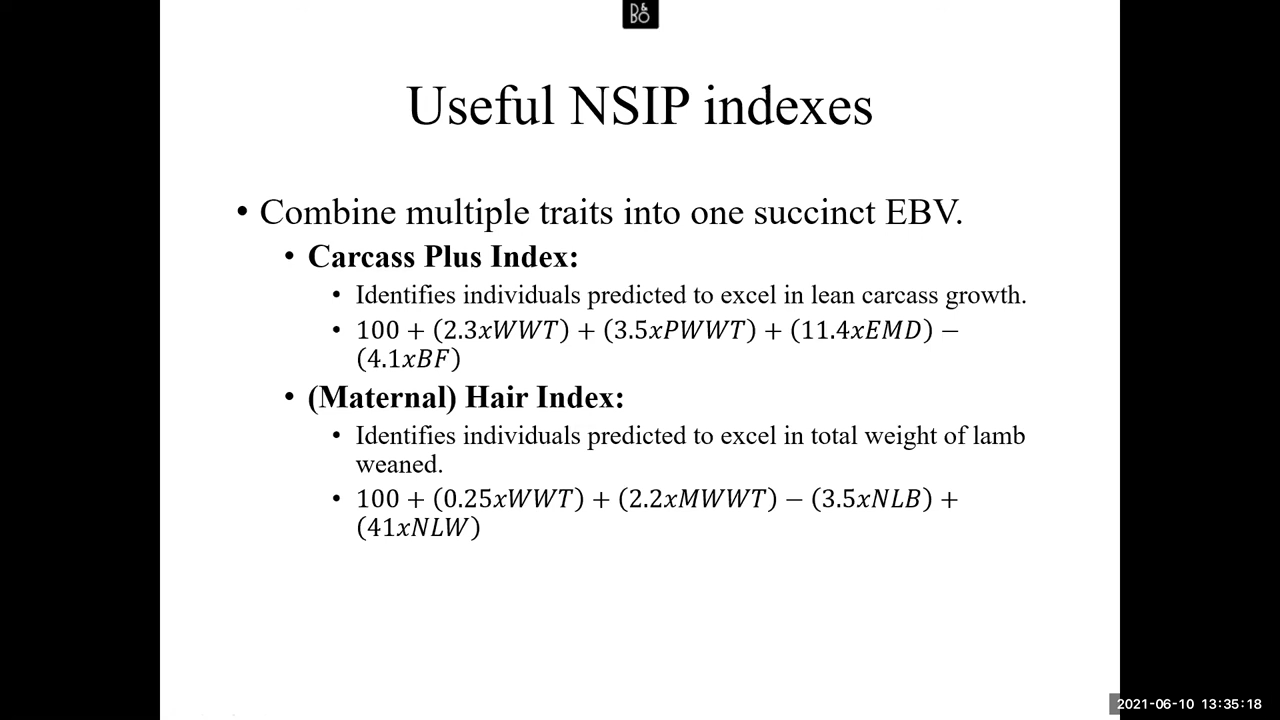 B&O
Useful NSIP indexes
• Combine multiple traits into one succinct EBV.
• Carcass Plus Index:
• Identifies individuals predicted to excel in lean carcass growth.
• 100 + (2.3xWWT) + (3.5xPWWT) + (11.4xEMD) −
(4.1xBF)
• (Maternal) Hair Index:
• Identifies individuals predicted to excel in total weight of lamb
weaned.
• 100 + (0.25xWWT) + (2.2xMWWT) − (3.5xNLB) +
(41xNLW)
2021-06-10 13:35:18